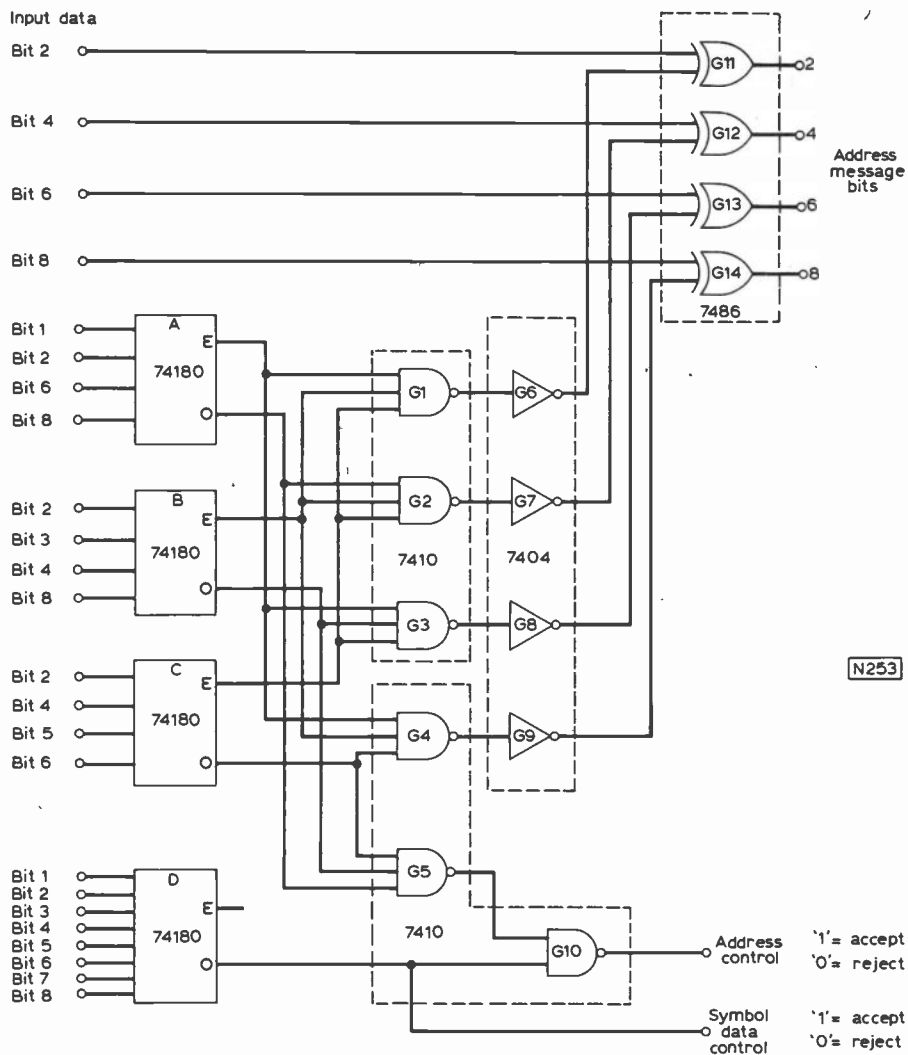 Input data
Bit 2
Bit 4
Bit 6
Bit 8
G11
2
G12
4
G13
6
G14
8
7486
Address
message
bits
Bit 1
Bit 2
Bit 6
Bit 8
A
E
74180
O
G1
G6
Bit 2
Bit 3
Bit 4
Bit 8
B
E
74180
O
G2
G7
7410
7404
G3
G8
N253
Bit 2
Bit 4
Bit 5
Bit 6
C
E
74180
O
G4
G9
Bit 1
Bit 2
Bit 3
Bit 4
Bit 5
Bit 6
Bit 7
Bit 8
D
E
74180
O
G5
7410
G10
Address
control
'1'= accept
'0'= reject
Symbol
data
control
'1'= accept
'0'= reject